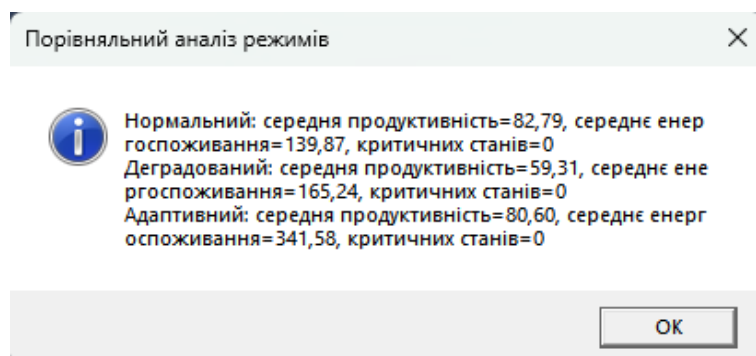 Порівняльний аналіз режимів
Нормальний: середня продуктивність=82,79, середнє енер
госпоживання=139,87, критичних станів=0
Деградований: середня продуктивність=59,31, середнє ене
ргоспоживання=165,24, критичних станів=0
Адаптивний: середня продуктивність=80,60, середнє енерг
оспоживання=341,58, критичних станів=0
ОК